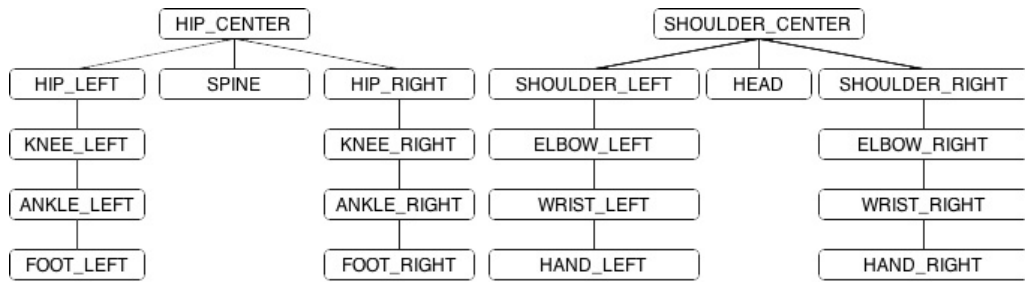 HIP_CENTER SHOULDER_CENTER
HIP_LEFT SPINE HIP_RIGHT SHOULDER_LEFT HEAD SHOULDER_RIGHT
KNEE_LEFT KNEE_RIGHT ELBOW_LEFT ELBOW_RIGHT
ANKLE_LEFT ANKLE_RIGHT WRIST_LEFT WRIST_RIGHT
FOOT_LEFT FOOT_RIGHT HAND_LEFT HAND_RIGHT